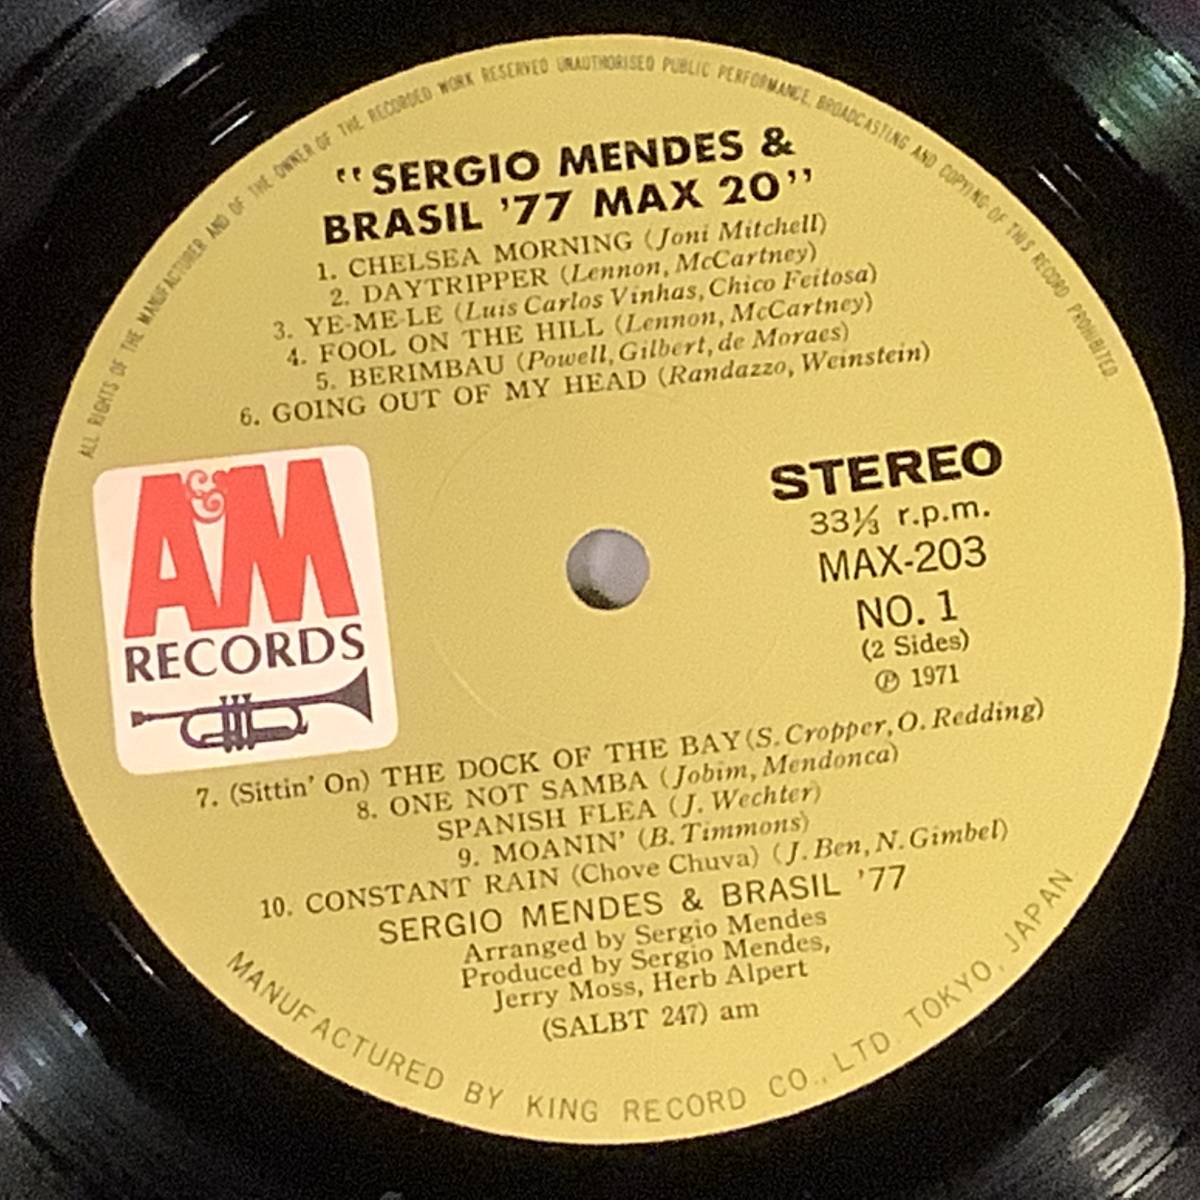 ALL RIGHTS OF THE MANUFACTURER AND OF THE OWNER OF THE RECORDED WORK RESERVED UNAUTHORISED PUBLIC PERFORMANCE, BROADCASTING AND COPYING OF THIS RECORD PROHIBITED
"SERGIO MENDES &
BRASIL '77 MAX 20"
1. CHELSEA MORNING (Joni Mitchell)
2. DAYTRIPPER (Lennon, McCartney)
3. YE-ME-LE (Luis Carlos Vinhas, Chico Feitosa)
4. FOOL ON THE HILL (Lennon, McCartney)
5. BERIMBAU (Powell, Gilbert, de Moraes)
6. GOING OUT OF MY HEAD (Randazzo, Weinstein)
A&M
RECORDS
STEREO
33⅓ r.p.m.
MAX-203
NO. 1
(2 Sides)
℗ 1971
7. (Sittin' On) THE DOCK OF THE BAY (S. Cropper, O. Redding)
8. ONE NOT SAMBA (Jobim, Mendonca)
SPANISH FLEA (J. Wechter)
9. MOANIN' (B. Timmons)
10. CONSTANT RAIN (Chove Chuva) (J. Ben, N. Gimbel)
SERGIO MENDES & BRASIL '77
Arranged by Sergio Mendes
Produced by Sergio Mendes,
Jerry Moss, Herb Alpert
(SALBT 247) am
MANUFACTURED BY KING RECORD CO., LTD. TOKYO, JAPAN